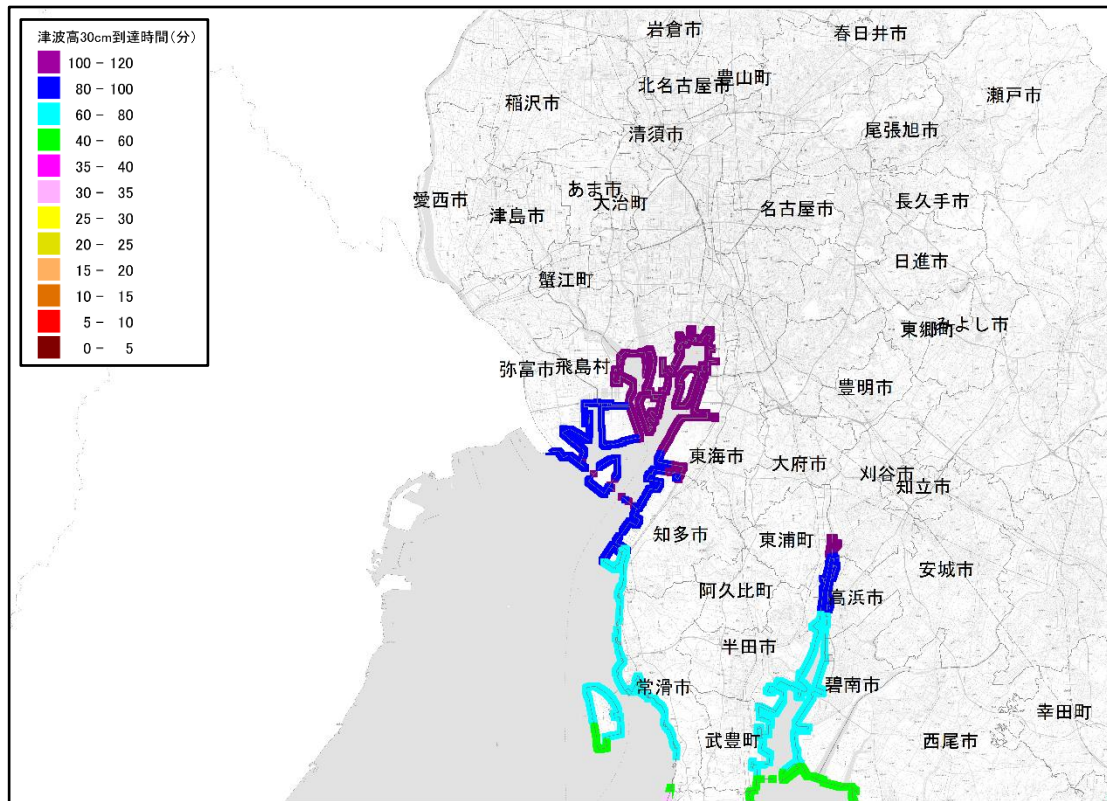 津波高30cm到達時間(分)
100 - 120
80 - 100
60 - 80
40 - 60
35 - 40
30 - 35
25 - 30
20 - 25
15 - 20
10 - 15
5 - 10
0 - 5
岩倉市
春日井市
北名古屋市
豊山町
瀬戸市
稲沢市
清須市
尾張旭市
あま市
愛西市
大治町
津島市
名古屋市
長久手市
日進市
蟹江町
東郷町
みよし市
弥富市
飛島村
豊明市
東海市
大府市
刈谷市
知立市
知多市
東浦町
安城市
阿久比町
高浜市
半田市
常滑市
碧南市
幸田町
武豊町
西尾市